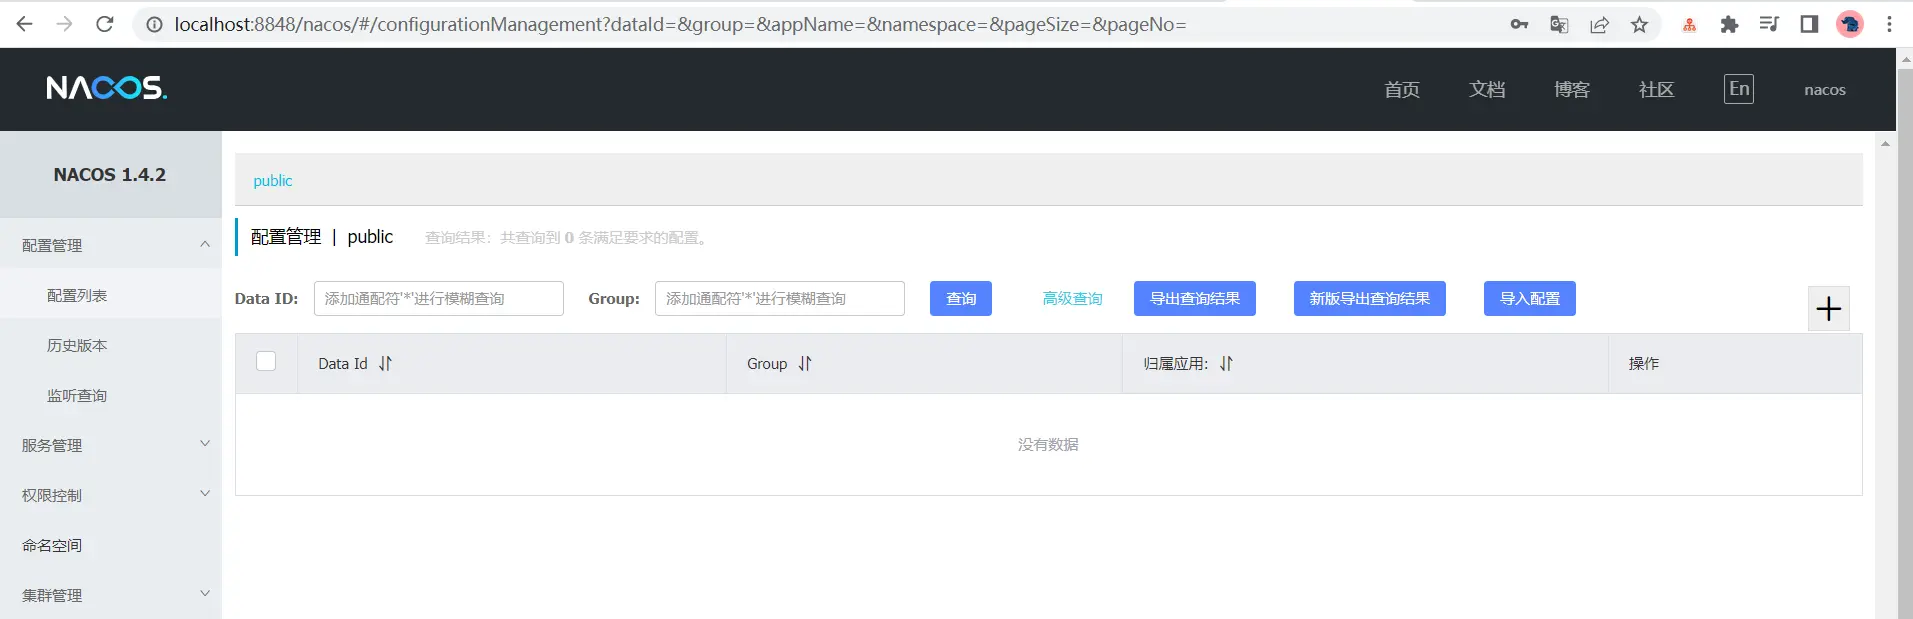 localhost:8848/nacos/#/configurationManagement?dataId=&group=&appName=&namespace=&pageSize=&pageNo=
NACOS.
首页 文档 博客 社区 En nacos
NACOS 1.4.2
配置管理
配置列表
历史版本
监听查询
服务管理
权限控制
命名空间
集群管理
public
配置管理 | public 查询结果：共查询到 0 条满足要求的配置。
Data ID: 添加通配符'*'进行模糊查询 Group: 添加通配符'*'进行模糊查询 查询 高级查询 导出查询结果 新版导出查询结果 导入配置
Data Id Group 归属应用: 操作
没有数据